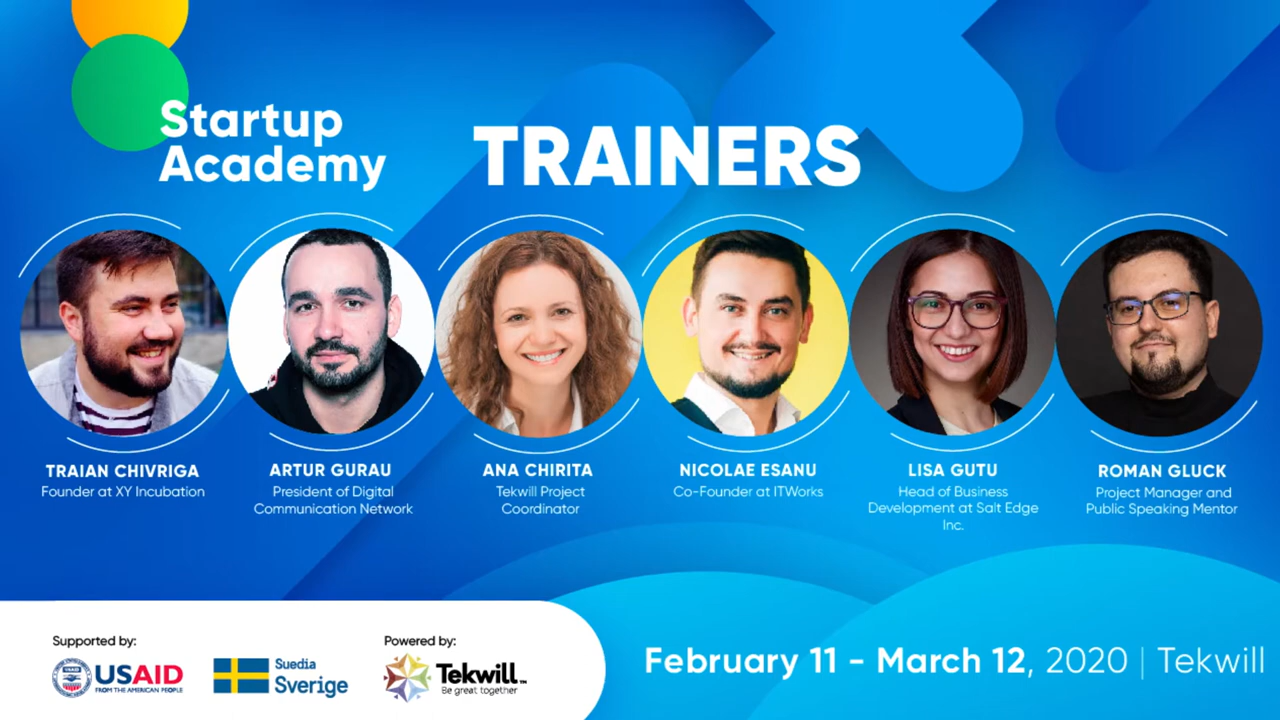 Startup
Academy
TRAINERS
TRAIAN CHIVRIGA
Founder at XY Incubation
ARTUR GURAU
President of Digital
Communication Network
ANA CHIRITA
Tekwill Project
Coordinator
NICOLAE ESANU
Co-Founder at ITWorks
LISA GUTU
Head of Business
Development at Salt Edge
Inc.
ROMAN GLUCK
Project Manager and
Public Speaking Mentor
Supported by:
USAID
USAID
FROM THE AMERICAN PEOPLE
Suedia
Sverige
Powered by:
Tekwill™
Be great together
February 11 - March 12, 2020 | Tekwill